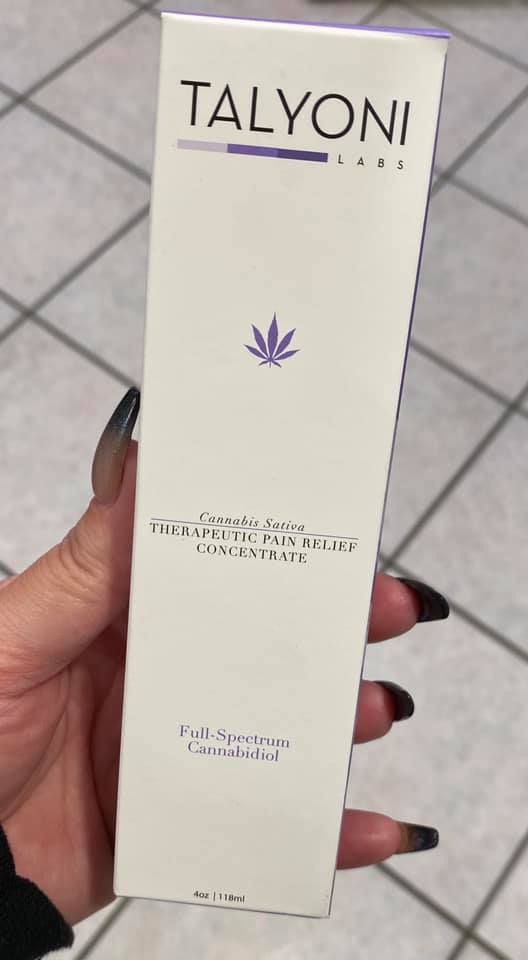 TALYONI
LABS
Cannabis Sativa
THERAPEUTIC PAIN RELIEF
CONCENTRATE
Full-Spectrum
Cannabidiol
4oz | 118ml